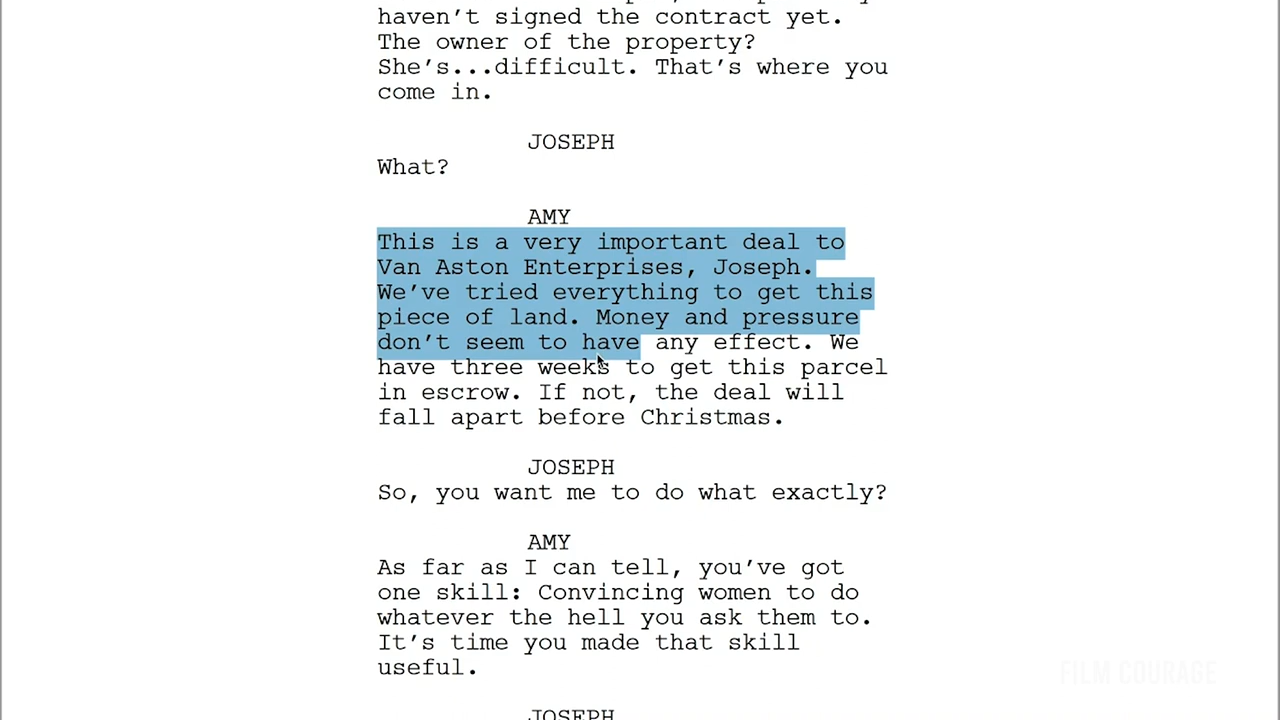 haven't signed the contract yet.
The owner of the property?
She's...difficult. That's where you
come in.
JOSEPH
What?
AMY
This is a very important deal to
Van Aston Enterprises, Joseph.
We've tried everything to get this
piece of land. Money and pressure
don't seem to have any effect. We
have three weeks to get this parcel
in escrow. If not, the deal will
fall apart before Christmas.
JOSEPH
So, you want me to do what exactly?
AMY
As far as I can tell, you've got
one skill: Convincing women to do
whatever the hell you ask them to.
It's time you made that skill
useful.
FILM COURAGE
JOSEPH